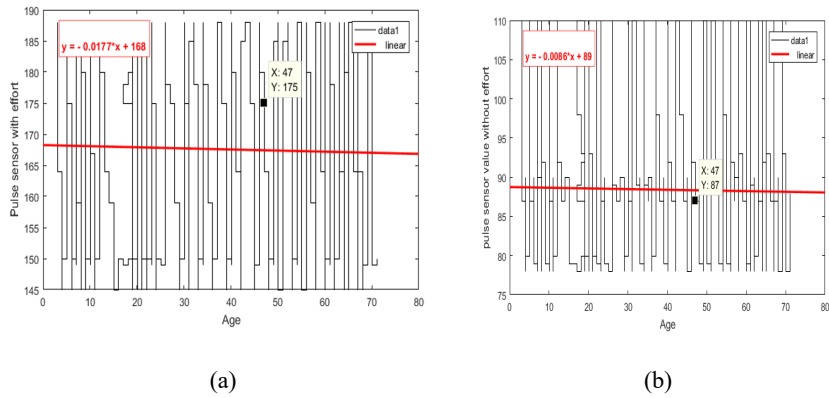 y = - 0.0177*x + 168
data1
linear
X: 47
Y: 175
Pulse sensor with effort
190
185
180
175
170
165
160
155
150
145
0 10 20 30 40 50 60 70 80
Age
(a)
y = - 0.0086*x + 89
data1
linear
X: 47
Y: 87
pulse sensor value without effort
110
105
100
95
90
85
80
75
0 10 20 30 40 50 60 70 80
Age
(b)